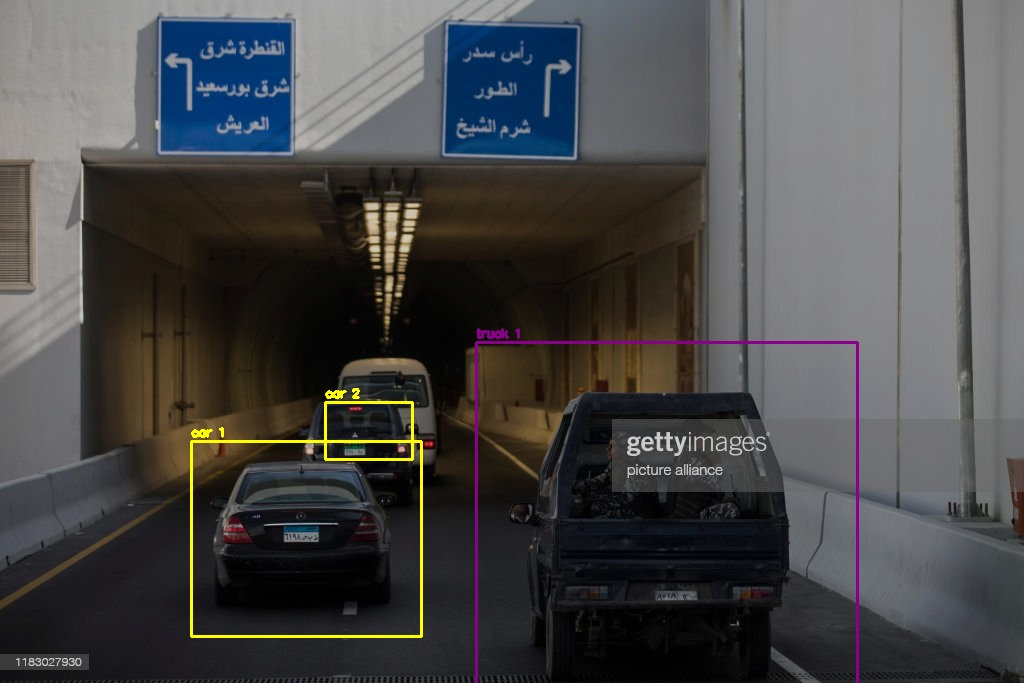 القنطرة شرق
شرق بورسعيد
العريش
رأس سدر
الطور
شرم الشيخ
truck 1
car 2
car 1
gettyimages®
picture alliance
1183027930